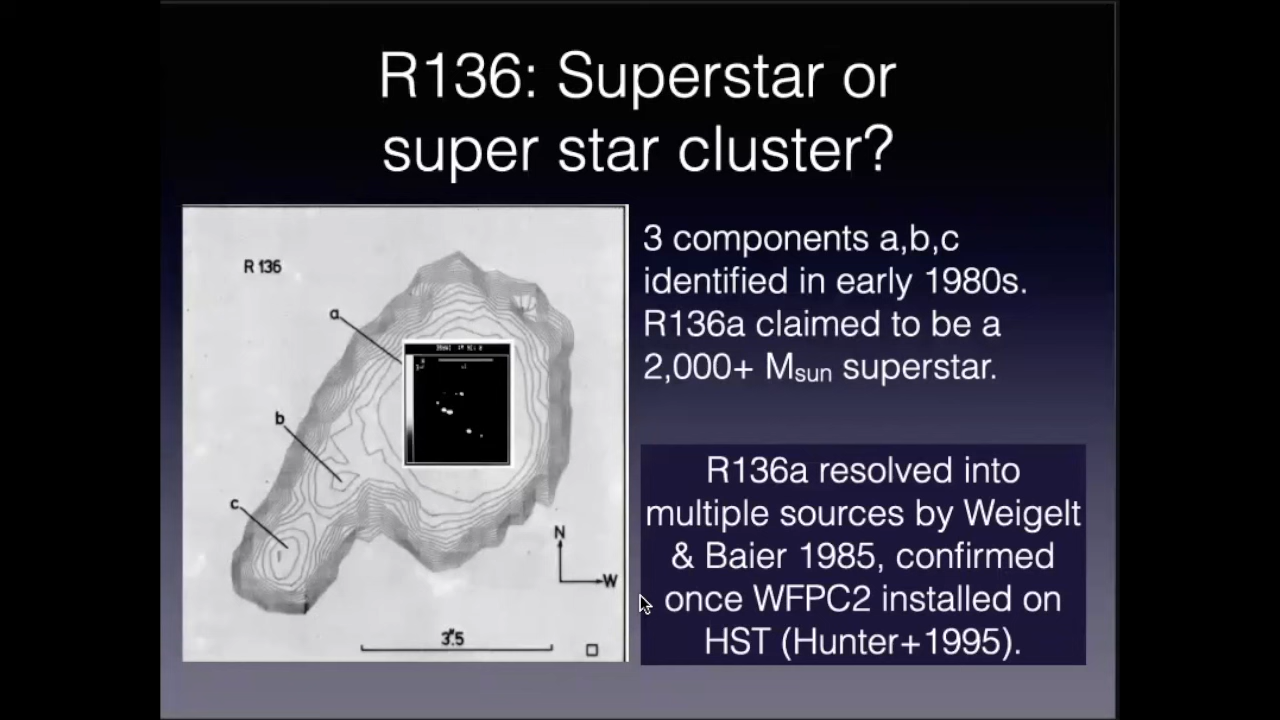 R136: Superstar or
super star cluster?
R 136
a
b
c
N
W
3".5
3 components a,b,c
identified in early 1980s.
R136a claimed to be a
2,000+ Msun superstar.
R136a resolved into
multiple sources by Weigelt
& Baier 1985, confirmed
once WFPC2 installed on
HST (Hunter+1995).